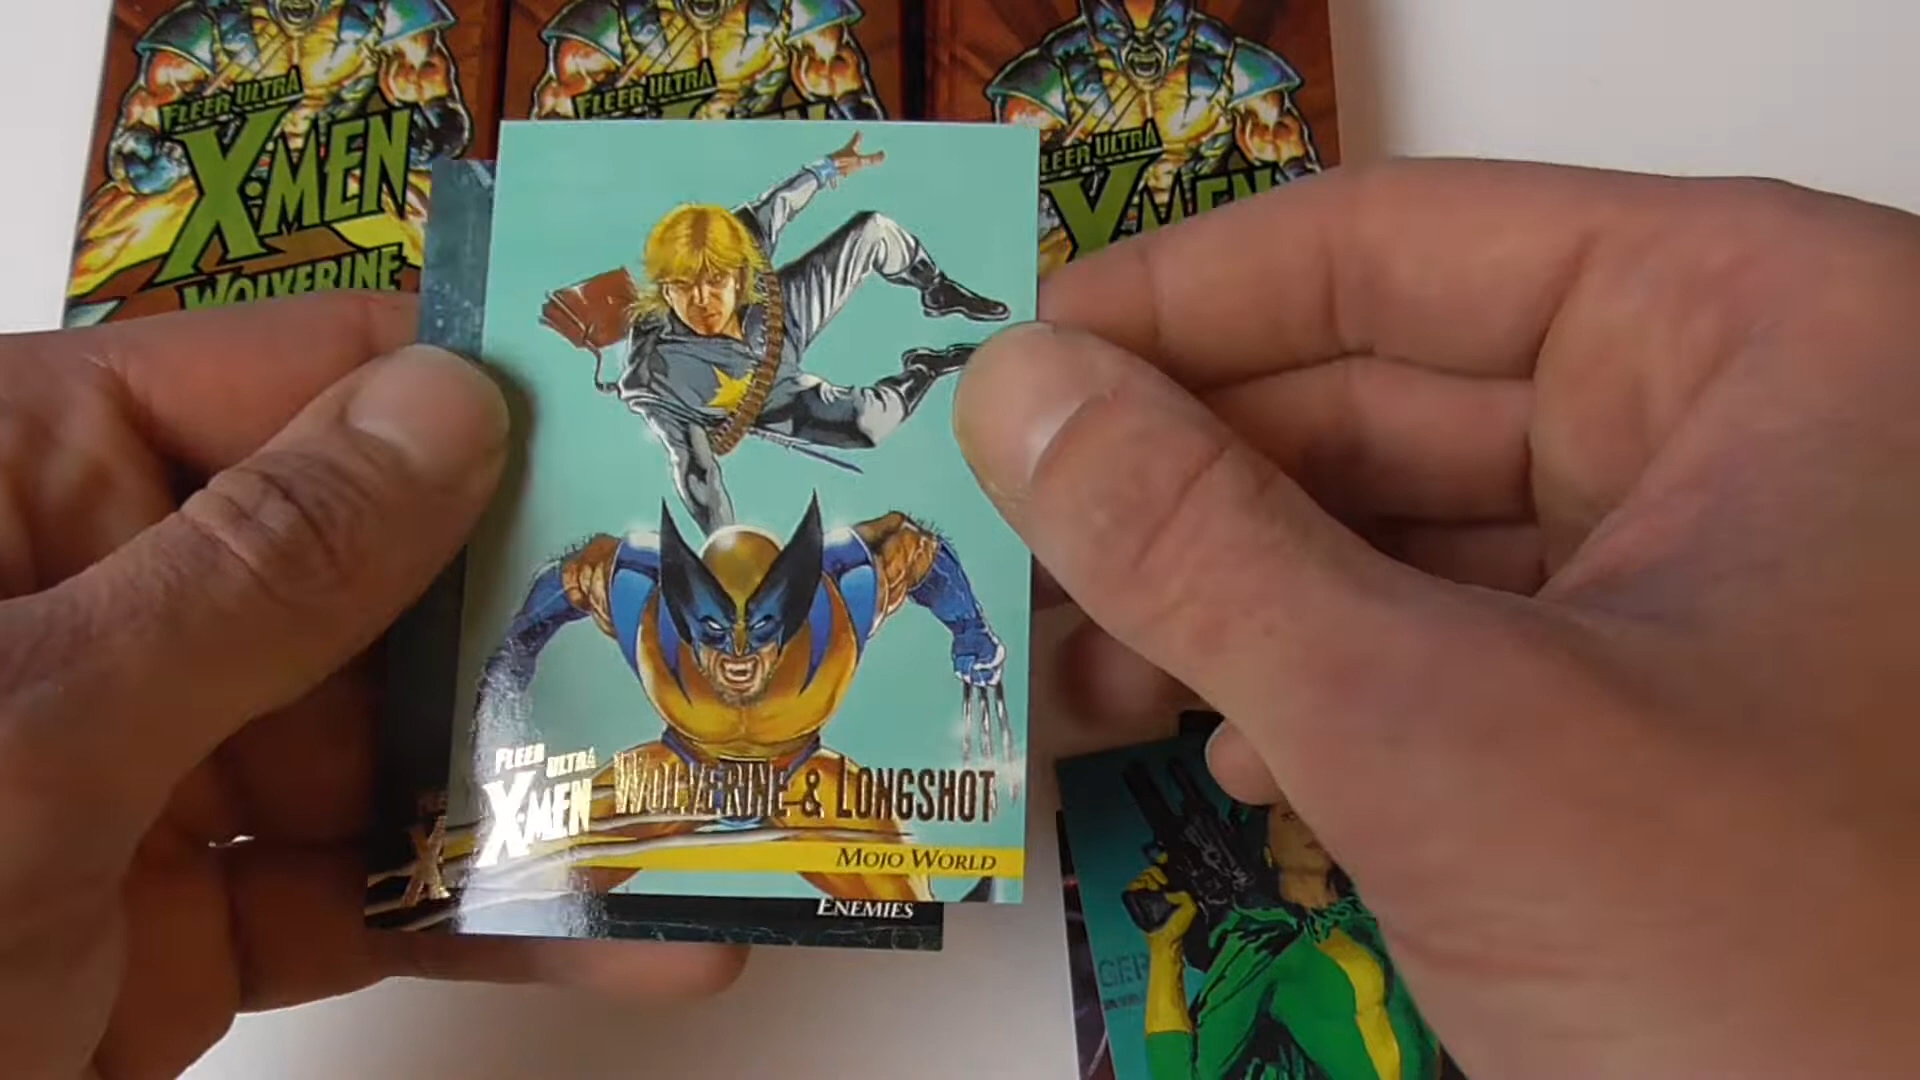 FLEER ULTRA
X-MEN
WOLVERINE
FLEER ULTRA
FLEER ULTRA
X-MEN
FLEER ULTRA
X-MEN
WOLVERINE & LONGSHOT
MOJO WORLD
ENEMIES